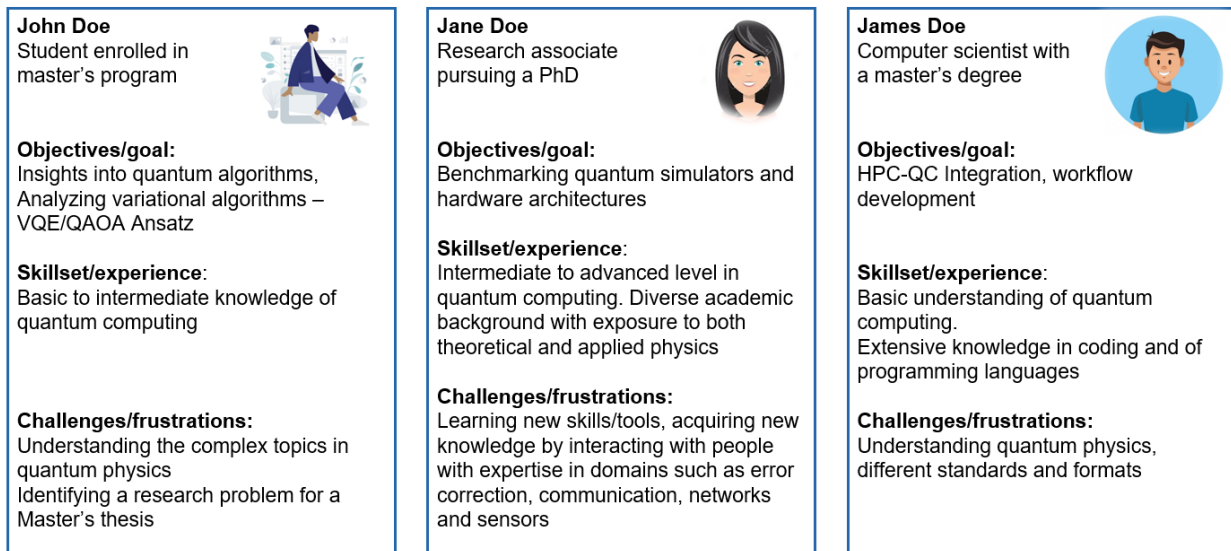 John Doe
Student enrolled in
master's program
Objectives/goal:
Insights into quantum algorithms,
Analyzing variational algorithms –
VQE/QAOA Ansatz
Skillset/experience:
Basic to intermediate knowledge of
quantum computing
Challenges/frustrations:
Understanding the complex topics in
quantum physics
Identifying a research problem for a
Master's thesis
Jane Doe
Research associate
pursuing a PhD
Objectives/goal:
Benchmarking quantum simulators and
hardware architectures
Skillset/experience:
Intermediate to advanced level in
quantum computing. Diverse academic
background with exposure to both
theoretical and applied physics
Challenges/frustrations:
Learning new skills/tools, acquiring new
knowledge by interacting with people
with expertise in domains such as error
correction, communication, networks
and sensors
James Doe
Computer scientist with
a master's degree
Objectives/goal:
HPC-QC Integration, workflow
development
Skillset/experience:
Basic understanding of quantum
computing.
Extensive knowledge in coding and of
programming languages
Challenges/frustrations:
Understanding quantum physics,
different standards and formats